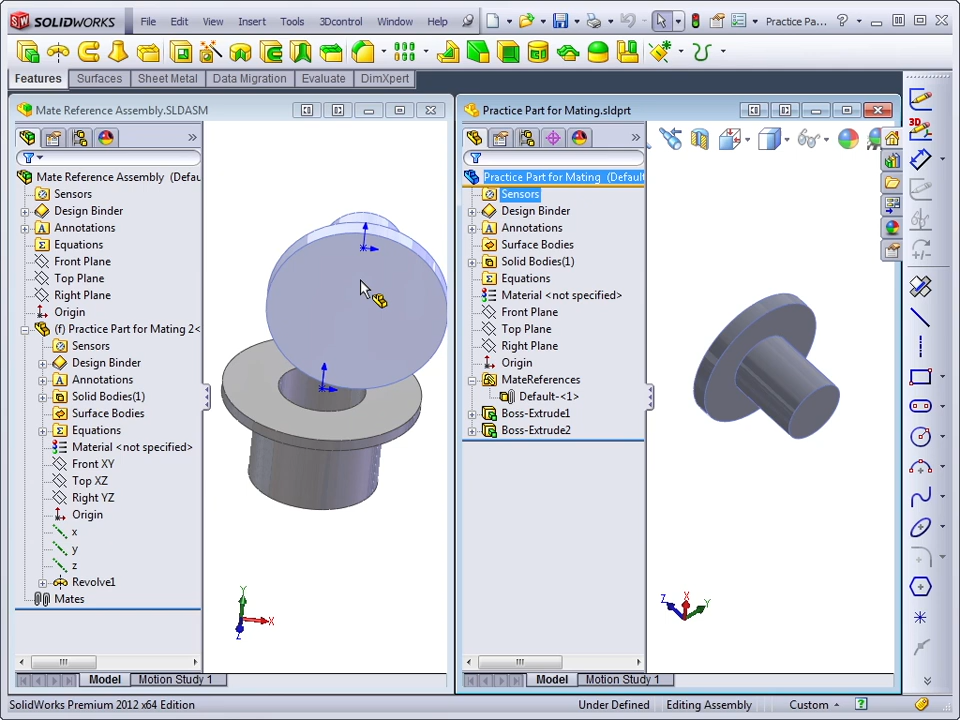 SOLIDWORKS File Edit View Insert Tools 3Dcontrol Window Help Practice Pa... ?
Features Surfaces Sheet Metal Data Migration Evaluate DimXpert
Mate Reference Assembly.SLDASM
Mate Reference Assembly (Defau
Sensors
Design Binder
Annotations
Equations
Front Plane
Top Plane
Right Plane
Origin
(f) Practice Part for Mating 2<
Sensors
Design Binder
Annotations
Solid Bodies(1)
Surface Bodies
Equations
Material <not specified>
Front XY
Top XZ
Right YZ
Origin
x
y
z
Revolve1
Mates
Y
X
Z
Model Motion Study 1
Practice Part for Mating.sldprt
Practice Part for Mating (Default
Sensors
Design Binder
Annotations
Surface Bodies
Solid Bodies(1)
Equations
Material <not specified>
Front Plane
Top Plane
Right Plane
Origin
MateReferences
Default-<1>
Boss-Extrude1
Boss-Extrude2
Z X Y
Model Motion Study 1
3D
SolidWorks Premium 2012 x64 Edition Under Defined Editing Assembly Custom ?